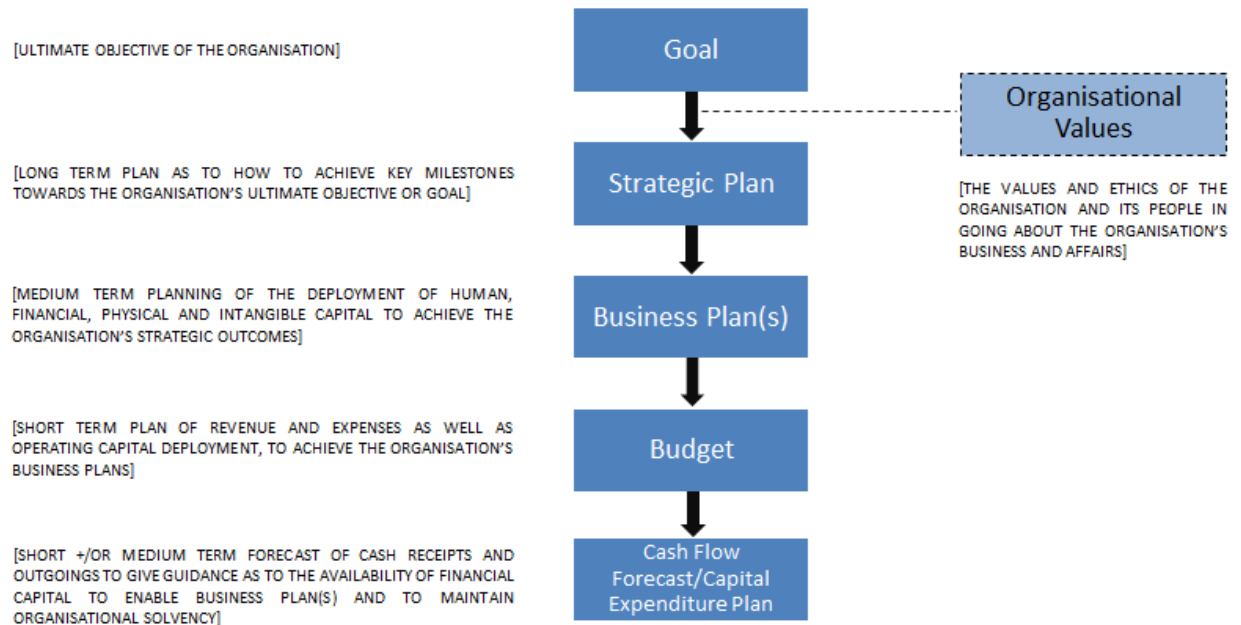 [ULTIMATE OBJECTIVE OF THE ORGANISATION]
Goal
Organisational
Values
[LONG TERM PLAN AS TO HOW TO ACHIEVE KEY MILESTONES
TOWARDS THE ORGANISATION'S ULTIMATE OBJECTIVE OR GOAL]
Strategic Plan
[THE VALUES AND ETHICS OF THE
ORGANISATION AND ITS PEOPLE IN
GOING ABOUT THE ORGANISATION'S
BUSINESS AND AFFAIRS]
[MEDIUM TERM PLANNING OF THE DEPLOYMENT OF HUMAN,
FINANCIAL, PHYSICAL AND INTANGIBLE CAPITAL TO ACHIEVE THE
ORGANISATION'S STRATEGIC OUTCOMES]
Business Plan(s)
[SHORT TERM PLAN OF REVENUE AND EXPENSES AS WELL AS
OPERATING CAPITAL DEPLOYMENT, TO ACHIEVE THE ORGANISATION'S
BUSINESS PLANS]
Budget
[SHORT +/OR MEDIUM TERM FORECAST OF CASH RECEIPTS AND
OUTGOINGS TO GIVE GUIDANCE AS TO THE AVAILABILITY OF FINANCIAL
CAPITAL TO ENABLE BUSINESS PLAN(S) AND TO MAINTAIN
ORGANISATIONAL SOLVENCY]
Cash Flow
Forecast/Capital
Expenditure Plan